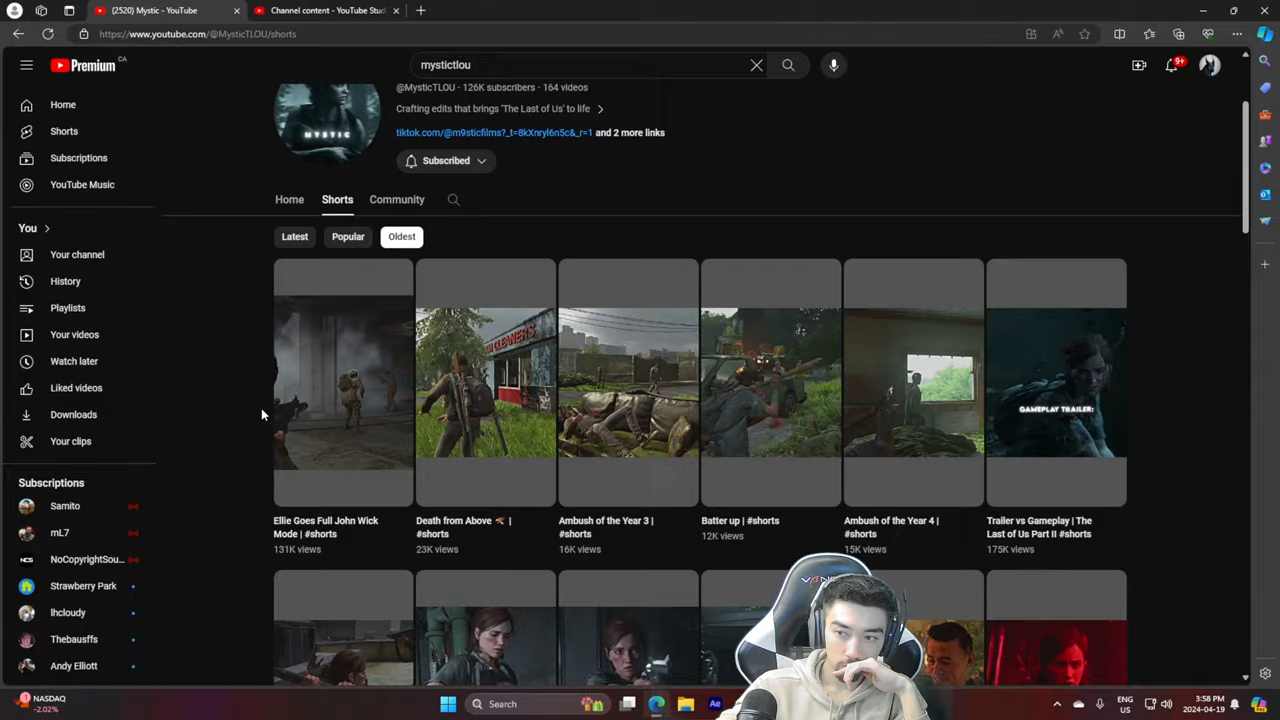 (2520) Mystic - YouTube
Channel content - YouTube Stud
https://www.youtube.com/@MysticTLOU/shorts
Premium CA
mystictlou
9+
@MysticTLOU · 126K subscribers · 164 videos
Crafting edits that brings 'The Last of Us' to life
tiktok.com/@m9sticfilms?_t=8kXnryl6n5c&_r=1 and 2 more links
Subscribed
MYSTIC
Home
Shorts
Subscriptions
YouTube Music
You
Your channel
History
Playlists
Your videos
Watch later
Liked videos
Downloads
Your clips
Subscriptions
Samito
mL7
NoCopyrightSou...
Strawberry Park
lhcloudy
Thebausffs
Andy Elliott
Home Shorts Community
Latest Popular Oldest
CLEANERS
GAMEPLAY TRAILER:
Ellie Goes Full John Wick
Mode | #shorts
131K views
Death from Above 🔫 |
#shorts
23K views
Ambush of the Year 3 |
#shorts
16K views
Batter up | #shorts
12K views
Ambush of the Year 4 |
#shorts
15K views
Trailer vs Gameplay | The
Last of Us Part II #shorts
175K views
NASDAQ
-2.02%
Search
Ae
ENG
US
3:58 PM
2024-04-19